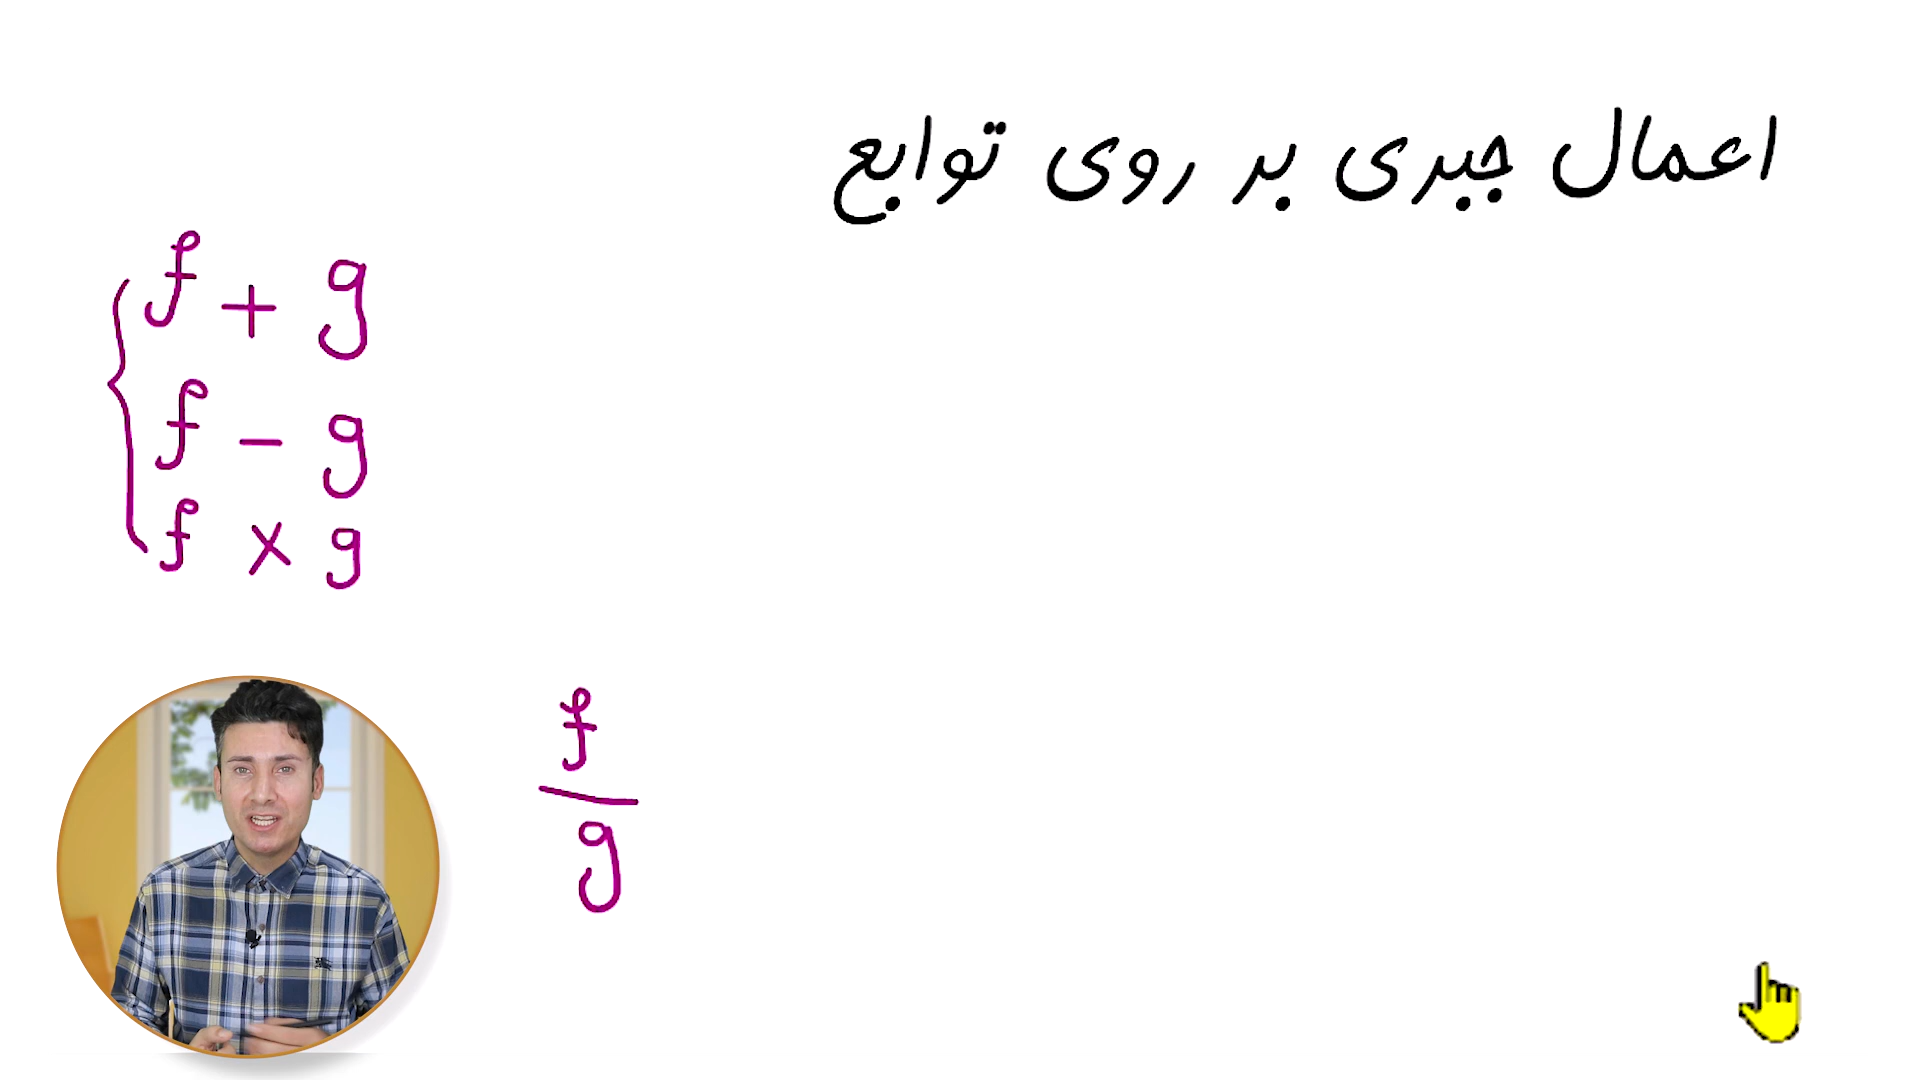 اعمال جبری بر روی توابع
f + g
f - g
f × g
f
g